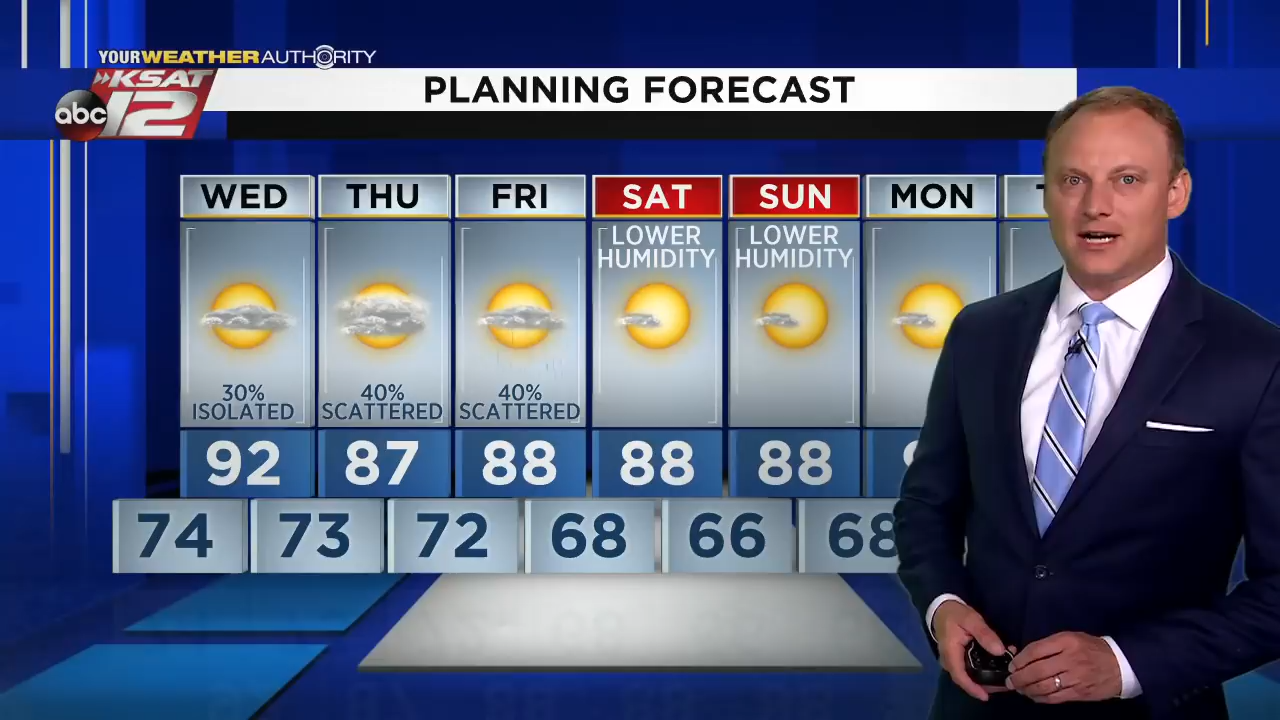 YOURWEATHERAUTHORITY
KSAT
abc 12
PLANNING FORECAST
WED THU FRI SAT SUN MON
LOWER HUMIDITY
LOWER HUMIDITY
30% ISOLATED
40% SCATTERED
40% SCATTERED
92 87 88 88 88
74 73 72 68 66 68